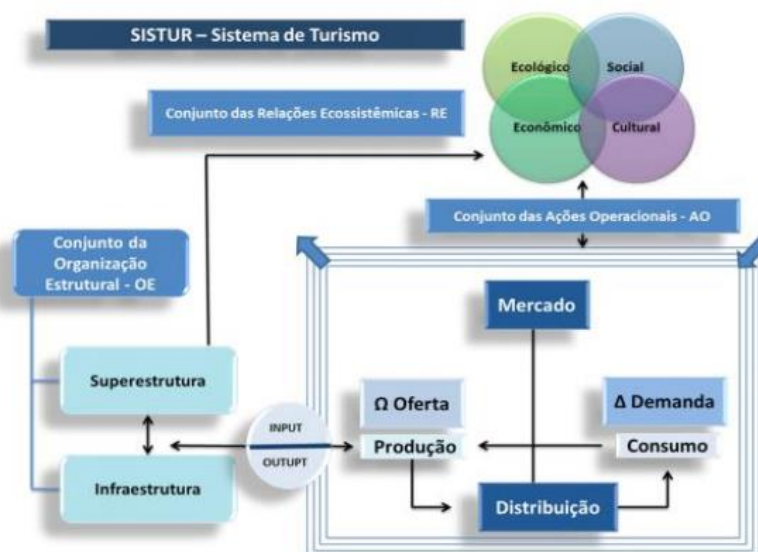 SISTUR – Sistema de Turismo
Ecológico
Social
Econômico
Cultural
Conjunto das Relações Ecossistêmicas - RE
Conjunto das Ações Operacionais - AO
Conjunto da
Organização
Estrutural - OE
Mercado
Superestrutura
Ω Oferta
Δ Demanda
INPUT
Produção
Consumo
OUTUPT
Infraestrutura
Distribuição